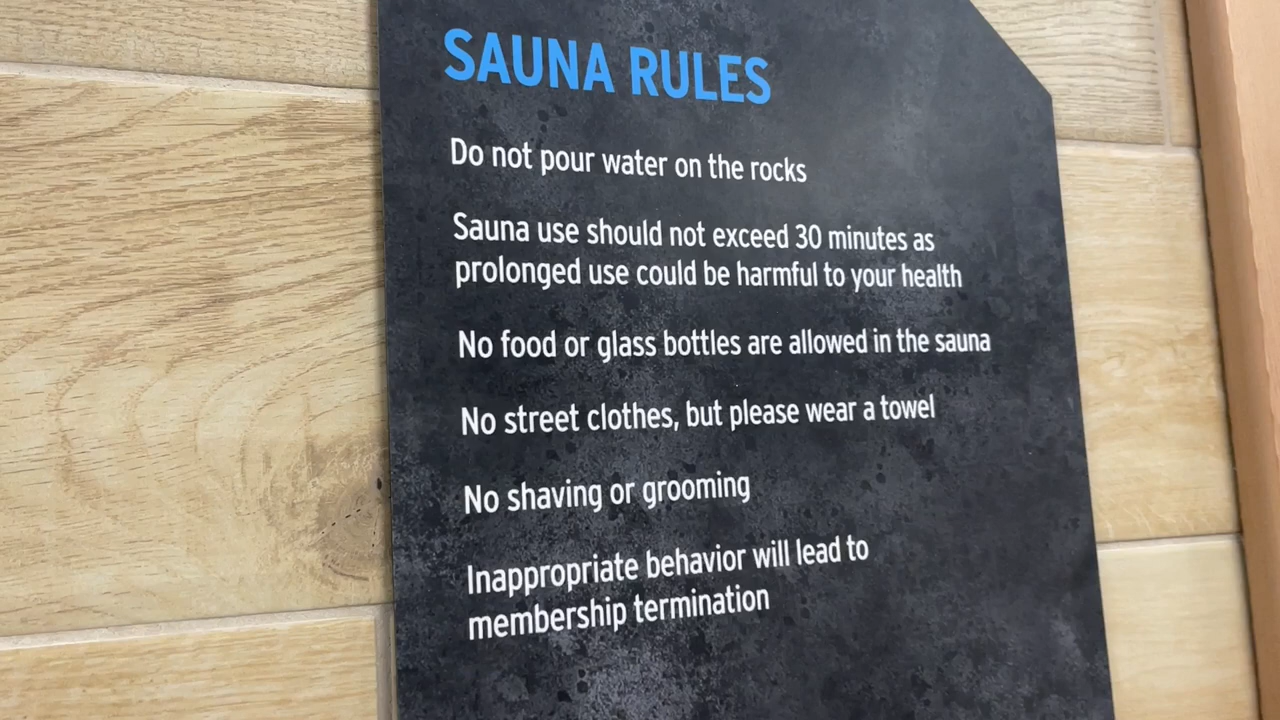 SAUNA RULES
Do not pour water on the rocks
Sauna use should not exceed 30 minutes as
prolonged use could be harmful to your health
No food or glass bottles are allowed in the sauna
No street clothes, but please wear a towel
No shaving or grooming
Inappropriate behavior will lead to
membership termination